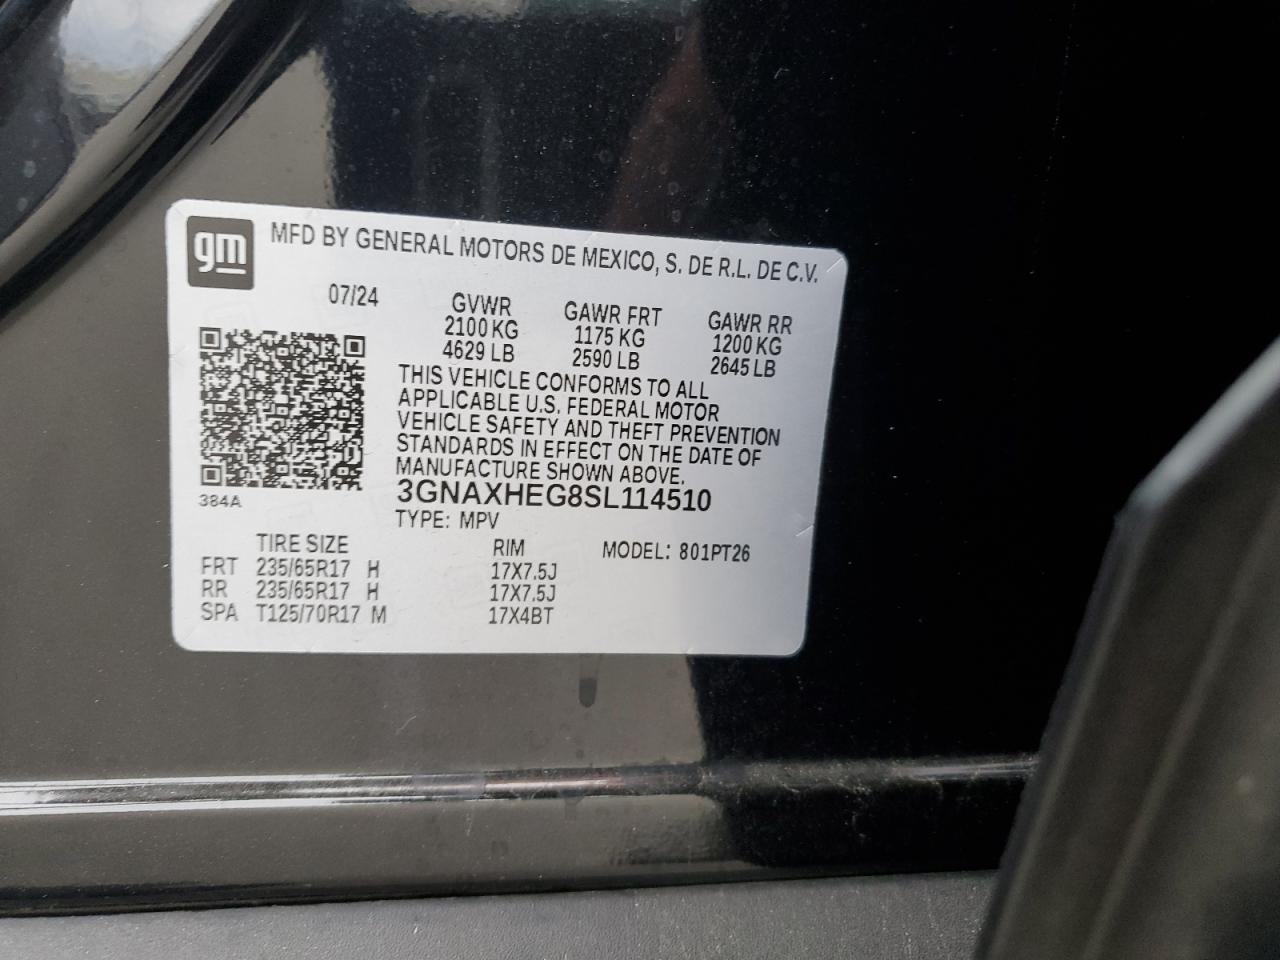 gm
MFD BY GENERAL MOTORS DE MEXICO, S. DE R.L. DE C.V.
07/24 GVWR GAWR FRT GAWR RR
2100 KG 1175 KG 1200 KG
4629 LB 2590 LB 2645 LB
THIS VEHICLE CONFORMS TO ALL
APPLICABLE U.S. FEDERAL MOTOR
VEHICLE SAFETY AND THEFT PREVENTION
STANDARDS IN EFFECT ON THE DATE OF
MANUFACTURE SHOWN ABOVE.
384A 3GNAXHEG8SL114510
TYPE: MPV
TIRE SIZE RIM MODEL: 801PT26
FRT 235/65R17 H 17X7.5J
RR 235/65R17 H 17X7.5J
SPA T125/70R17 M 17X4BT